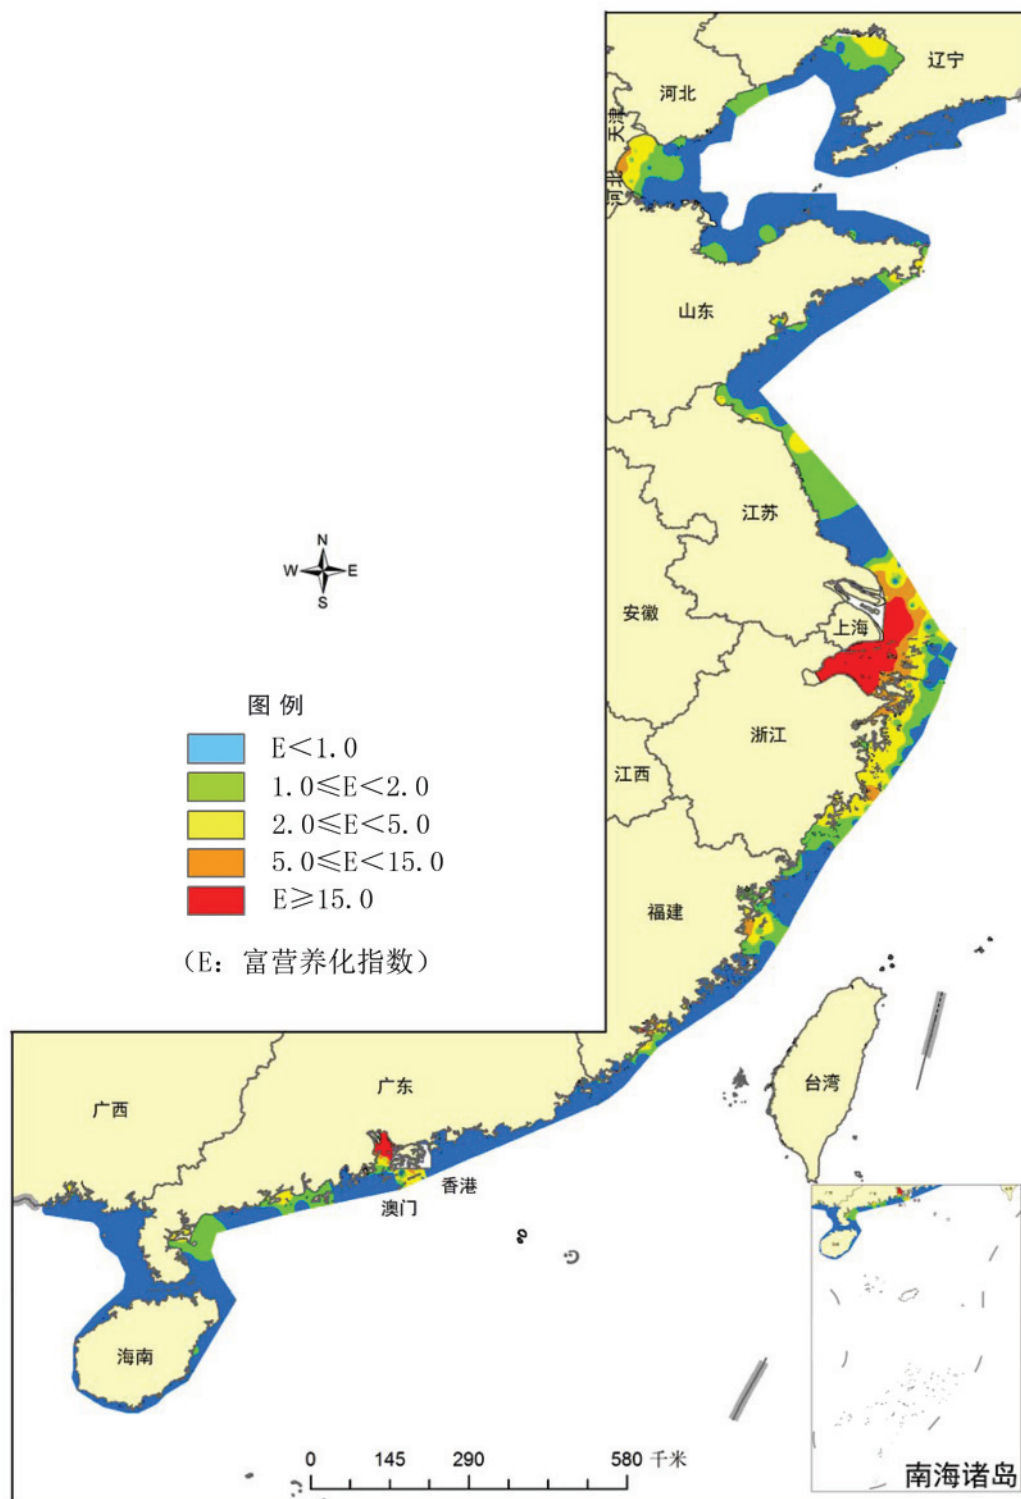 辽宁
河北
天津
河北
山东
江苏
安徽
上海
浙江
江西
福建
台湾
广东
广西
香港
澳门
海南
N
W
E
S
图 例
E<1.0
1.0≤E<2.0
2.0≤E<5.0
5.0≤E<15.0
E≥15.0
(E: 富营养化指数)
0 145 290 580 千米
南海诸岛